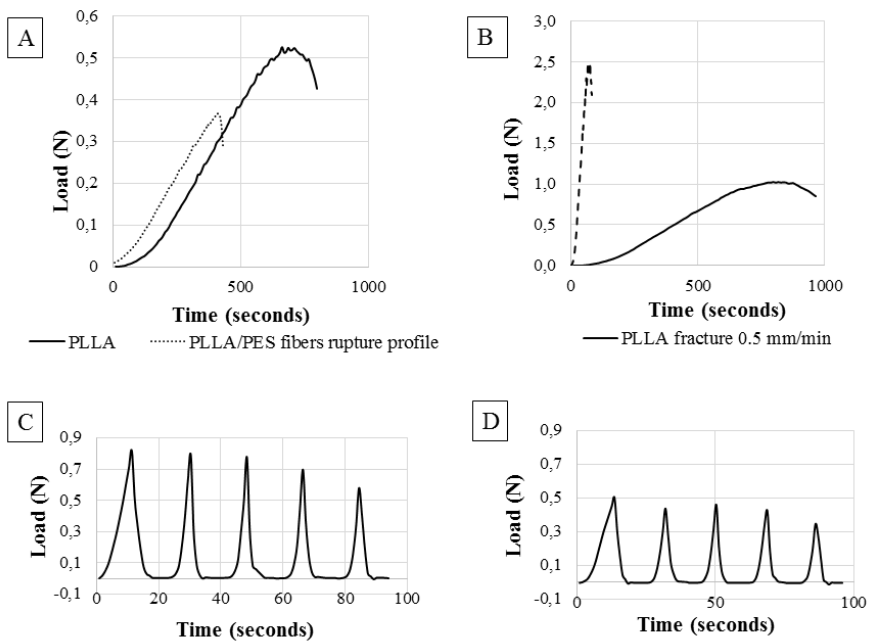 A
0,6
0,5
0,4
0,3
0,2
0,1
0
Load (N)
0 500 1000
Time (seconds)
PLLA PLLA/PES fibers rupture profile
B
3,0
2,5
2,0
1,5
1,0
0,5
0,0
Load (N)
0 500 1000
Time (seconds)
PLLA fracture 0.5 mm/min
C
0,9
0,7
0,5
0,3
0,1
-0,1
Load (N)
0 20 40 60 80 100
Time (seconds)
D
0,9
0,7
0,5
0,3
0,1
-0,1
Load (N)
0 50 100
Time (seconds)